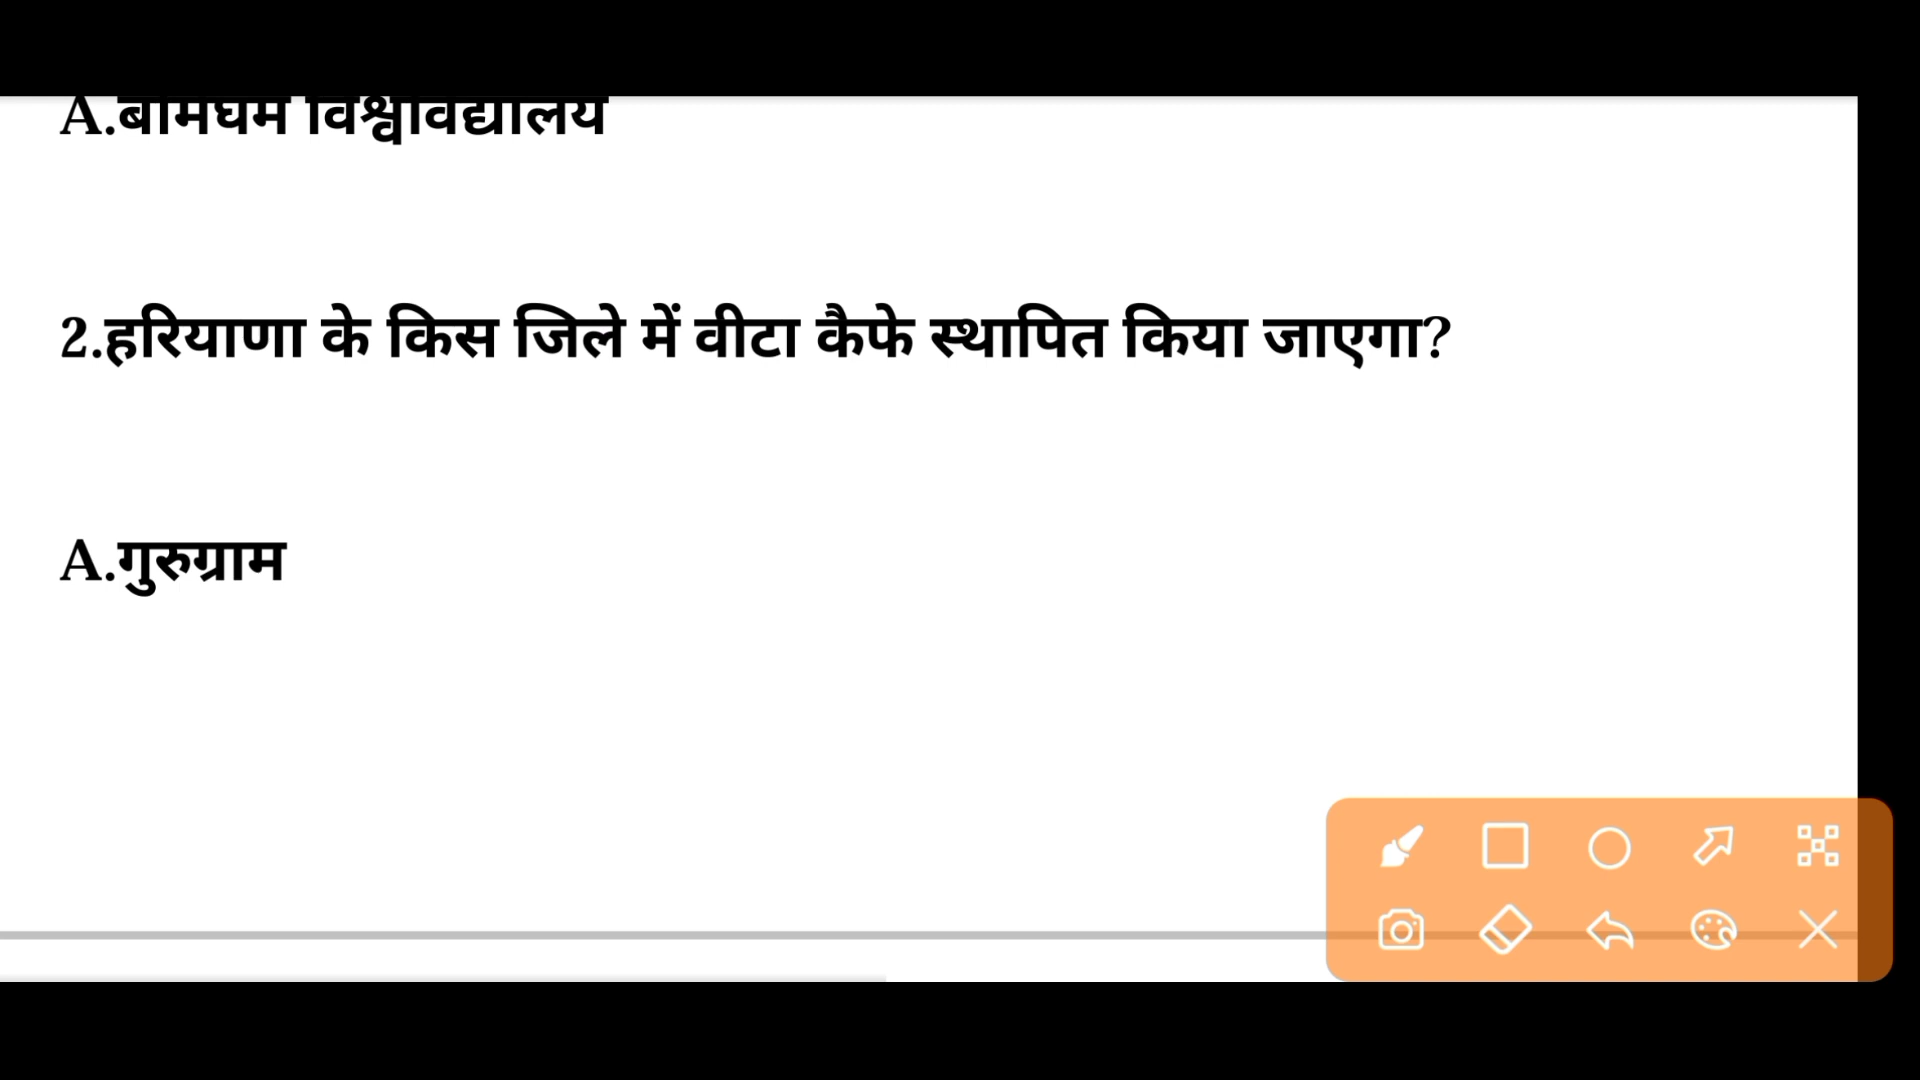 A. विश्वविद्यालय
2.हरियाणा के किस जिले में वीटा कैफे स्थापित किया जाएगा?
A.गुरुग्राम